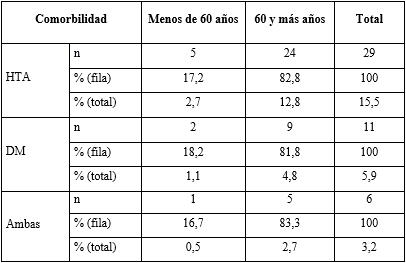 Comorbilidad Menos de 60 años 60 y más años Total
HTA
n 5 24 29
% (fila) 17,2 82,8 100
% (total) 2,7 12,8 15,5
DM
n 2 9 11
% (fila) 18,2 81,8 100
% (total) 1,1 4,8 5,9
Ambas
n 1 5 6
% (fila) 16,7 83,3 100
% (total) 0,5 2,7 3,2